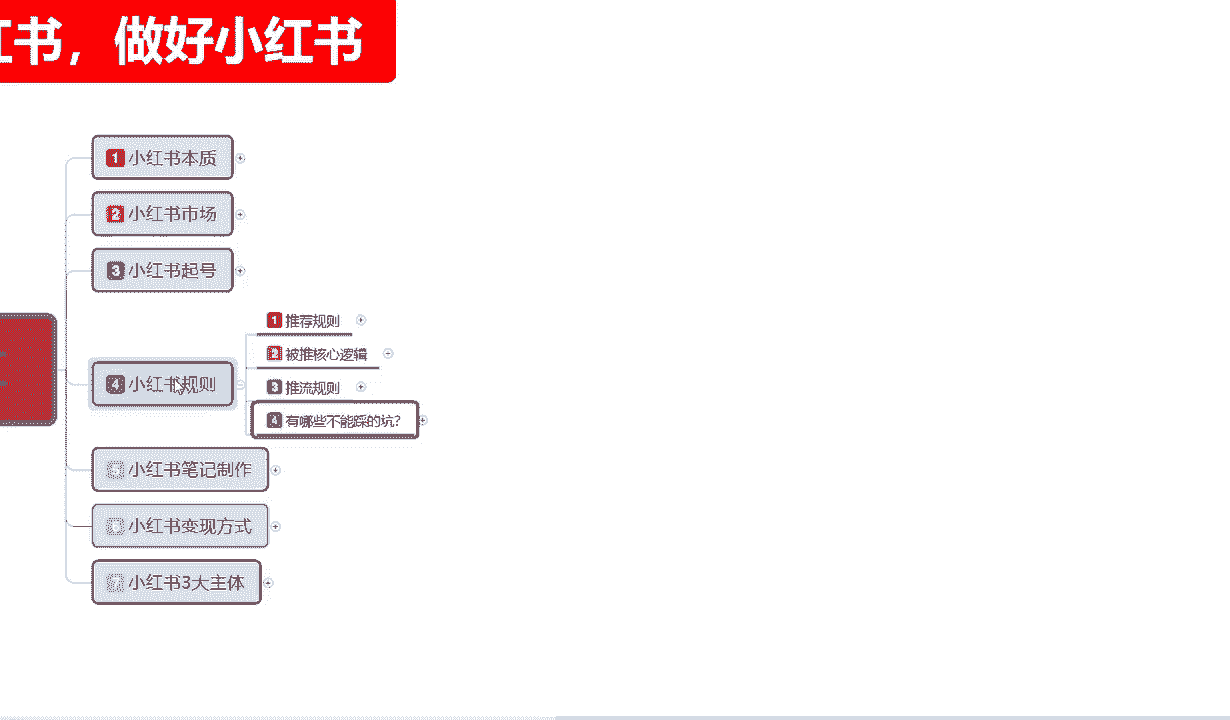 红书，做好小红书
1 小红书本质
2 小红书市场
3 小红书起号
4 小红书规则
1 推荐规则
2 被推核心逻辑
3 推流规则
4 有哪些不能踩的坑？
小红书笔记制作
小红书变现方式
7 小红书3大主体